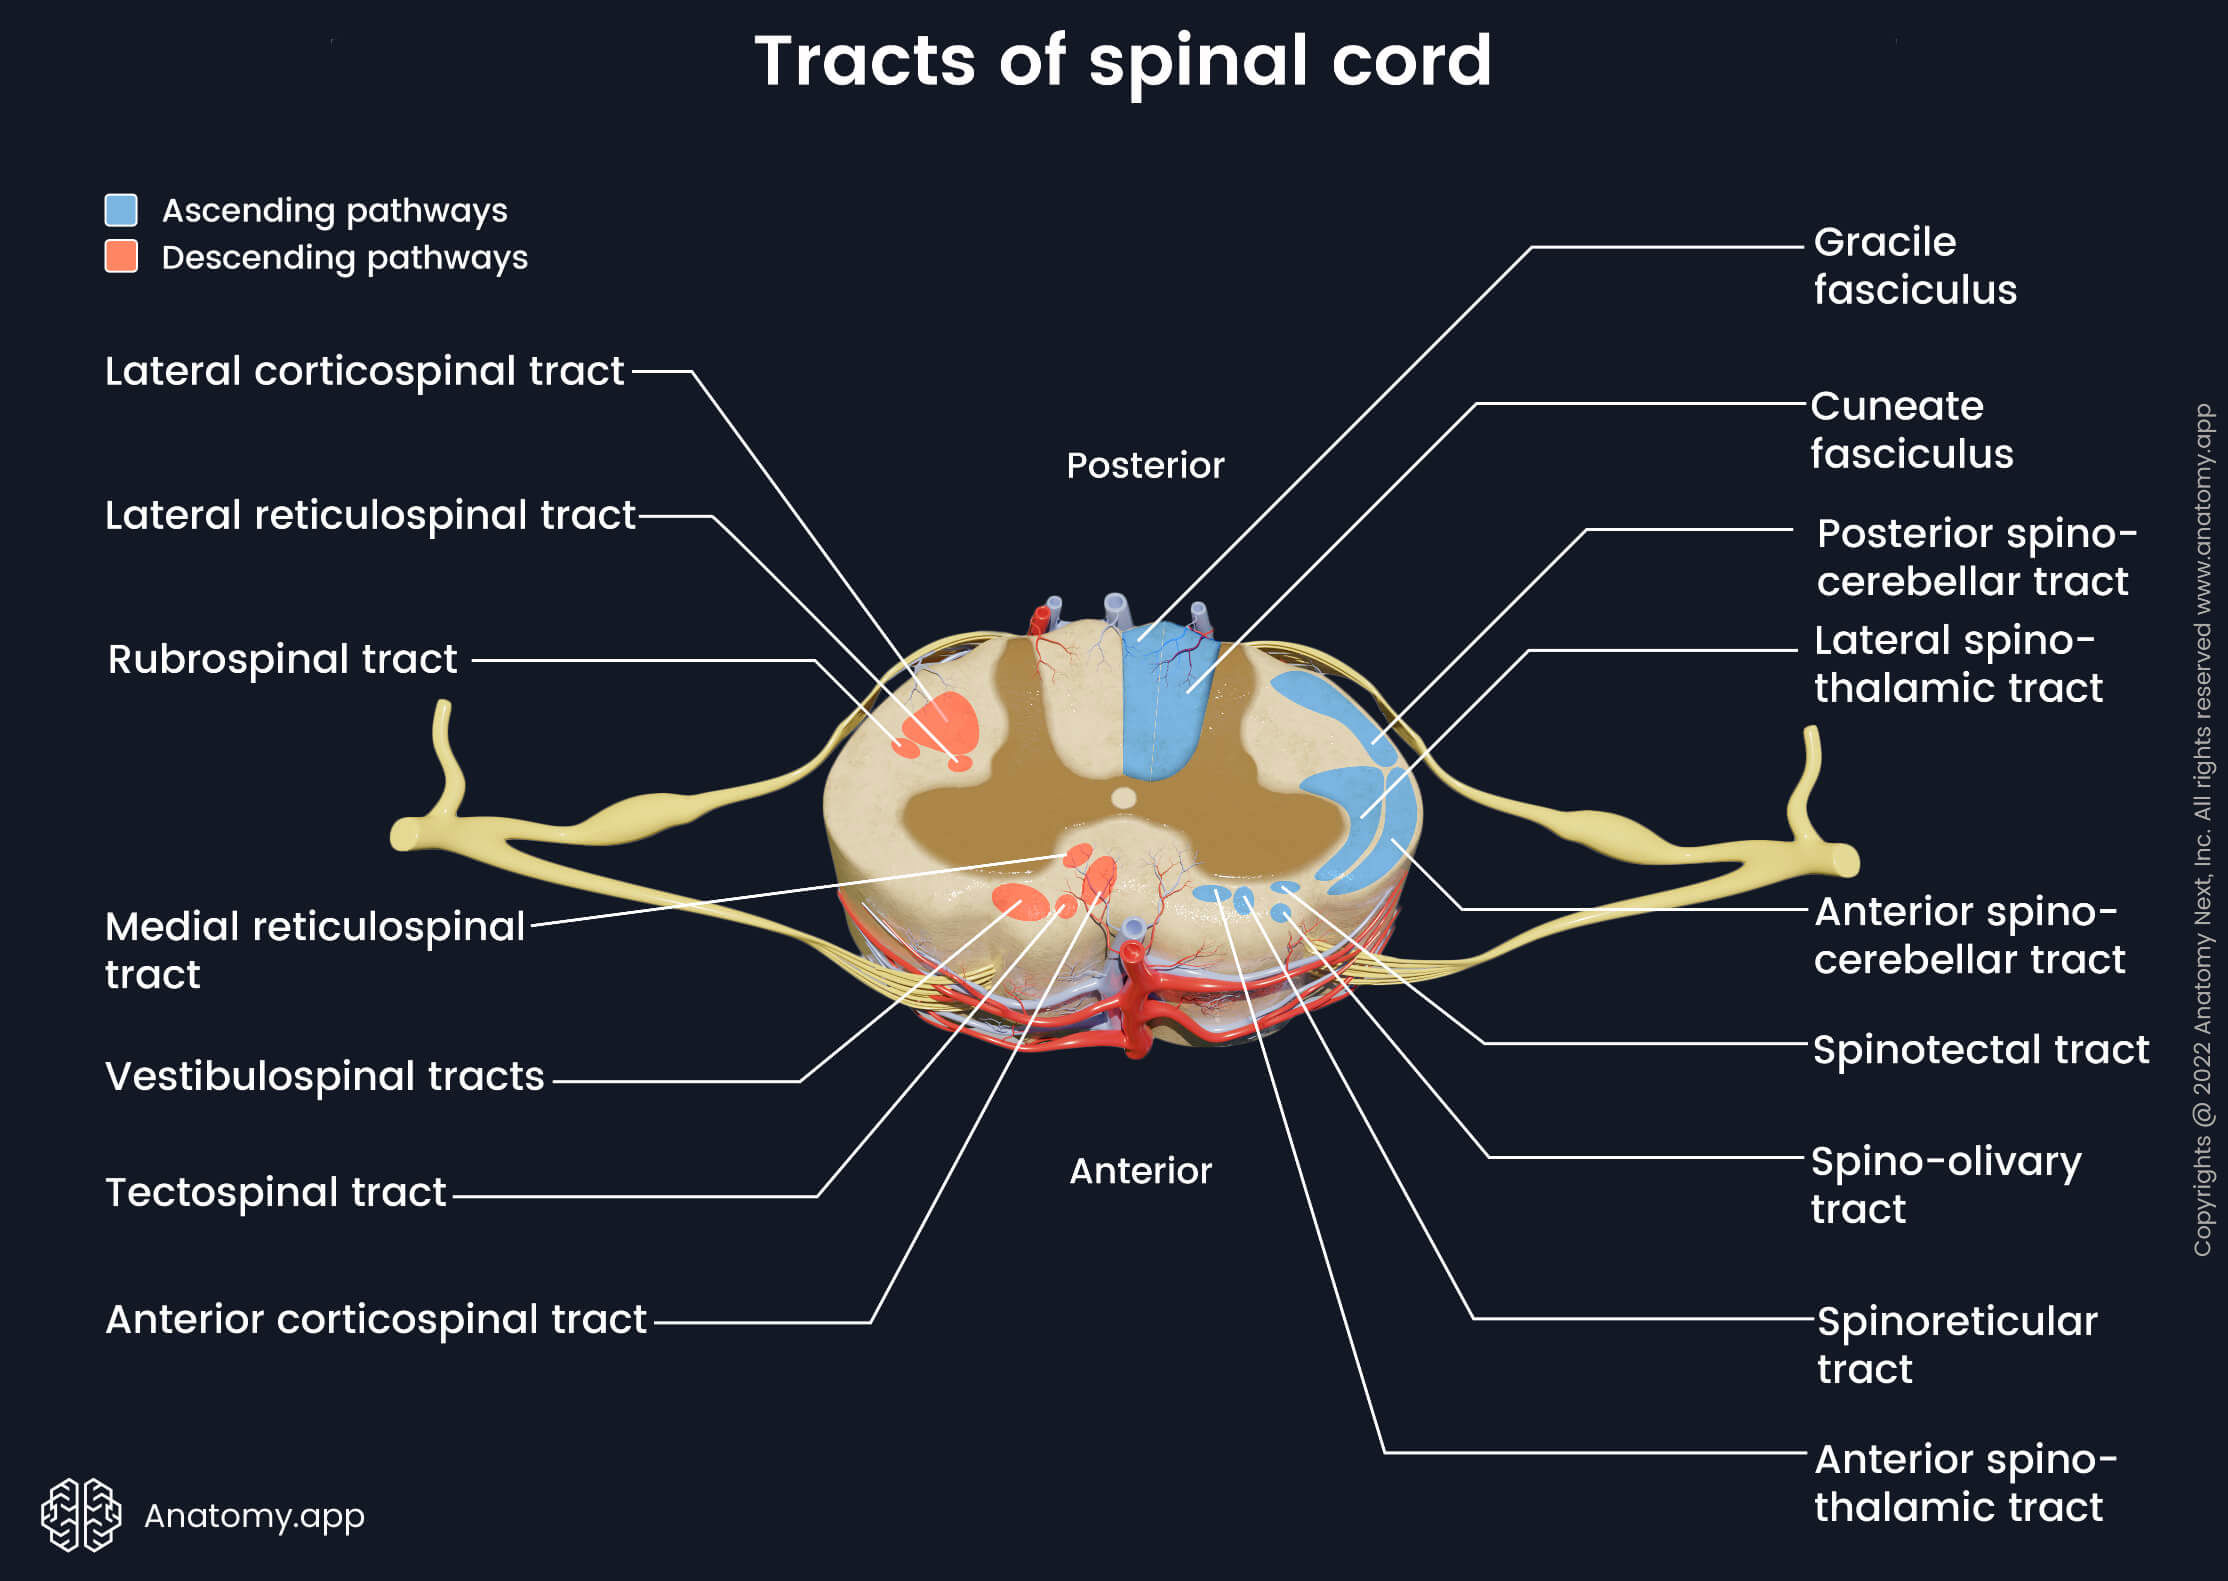 Tracts of spinal cord
Ascending pathways
Descending pathways
Lateral corticospinal tract
Lateral reticulospinal tract
Rubrospinal tract
Medial reticulospinal
tract
Vestibulospinal tracts
Tectospinal tract
Anterior corticospinal tract
Posterior
Anterior
Gracile
fasciculus
Cuneate
fasciculus
Posterior spino-
cerebellar tract
Lateral spino-
thalamic tract
Anterior spino-
cerebellar tract
Spinotectal tract
Spino-olivary
tract
Spinoreticular
tract
Anterior spino-
thalamic tract
Copyrights @ 2022 Anatomy Next, Inc. All rights reserved www.anatomy.app
Anatomy.app